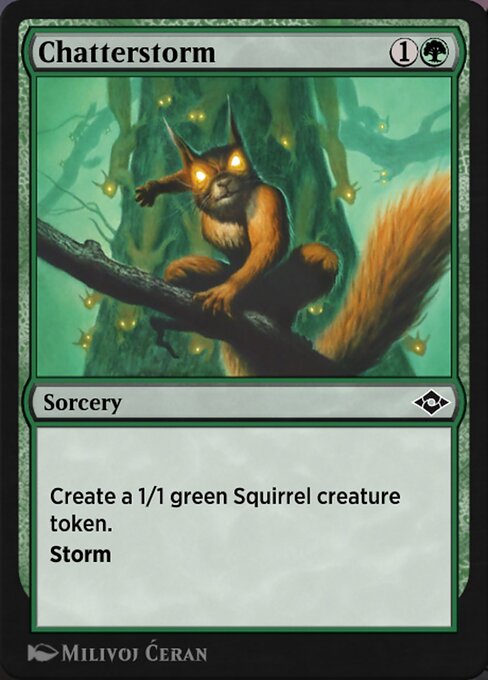 Chatterstorm 1
Sorcery
Create a 1/1 green Squirrel creature
token.
Storm
Milivoj Ćeran